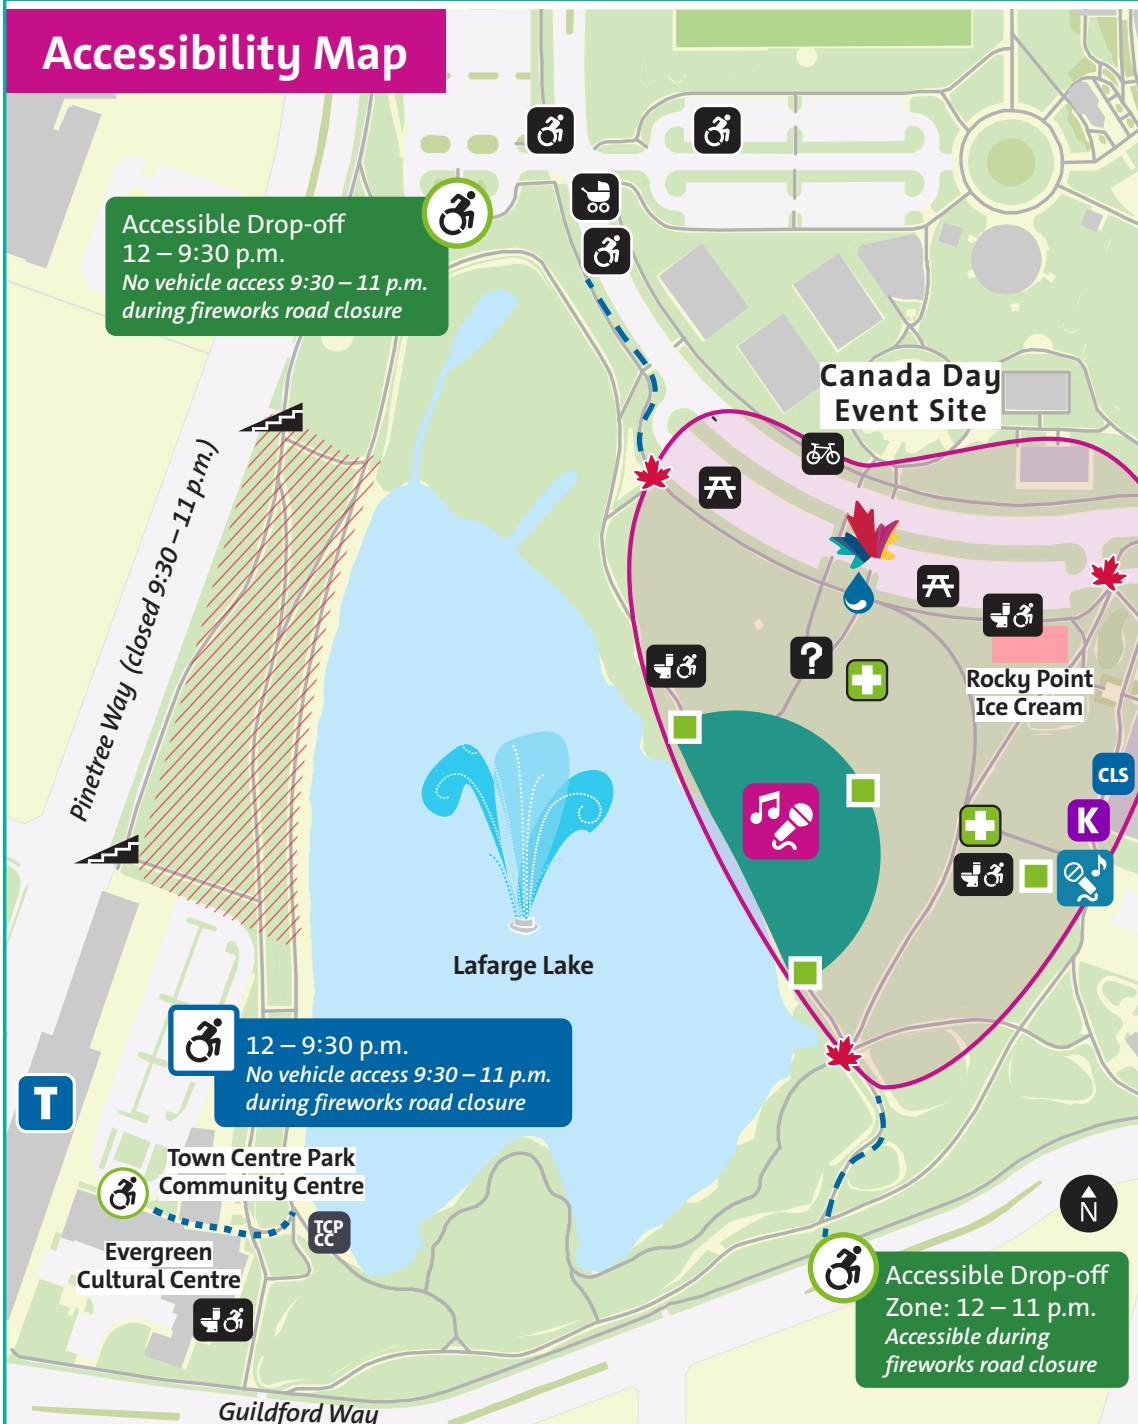 Accessibility Map
Accessible Drop-off
12 – 9:30 p.m.
No vehicle access 9:30 – 11 p.m.
during fireworks road closure
Canada Day
Event Site
Pinetree Way (closed 9:30 – 11 p.m.)
?
Rocky Point
Ice Cream
CLS
K
Lafarge Lake
12 – 9:30 p.m.
No vehicle access 9:30 – 11 p.m.
during fireworks road closure
T
Town Centre Park
Community Centre
TCP
CC
Evergreen
Cultural Centre
N
Accessible Drop-off
Zone: 12 – 11 p.m.
Accessible during
fireworks road closure
Guildford Way